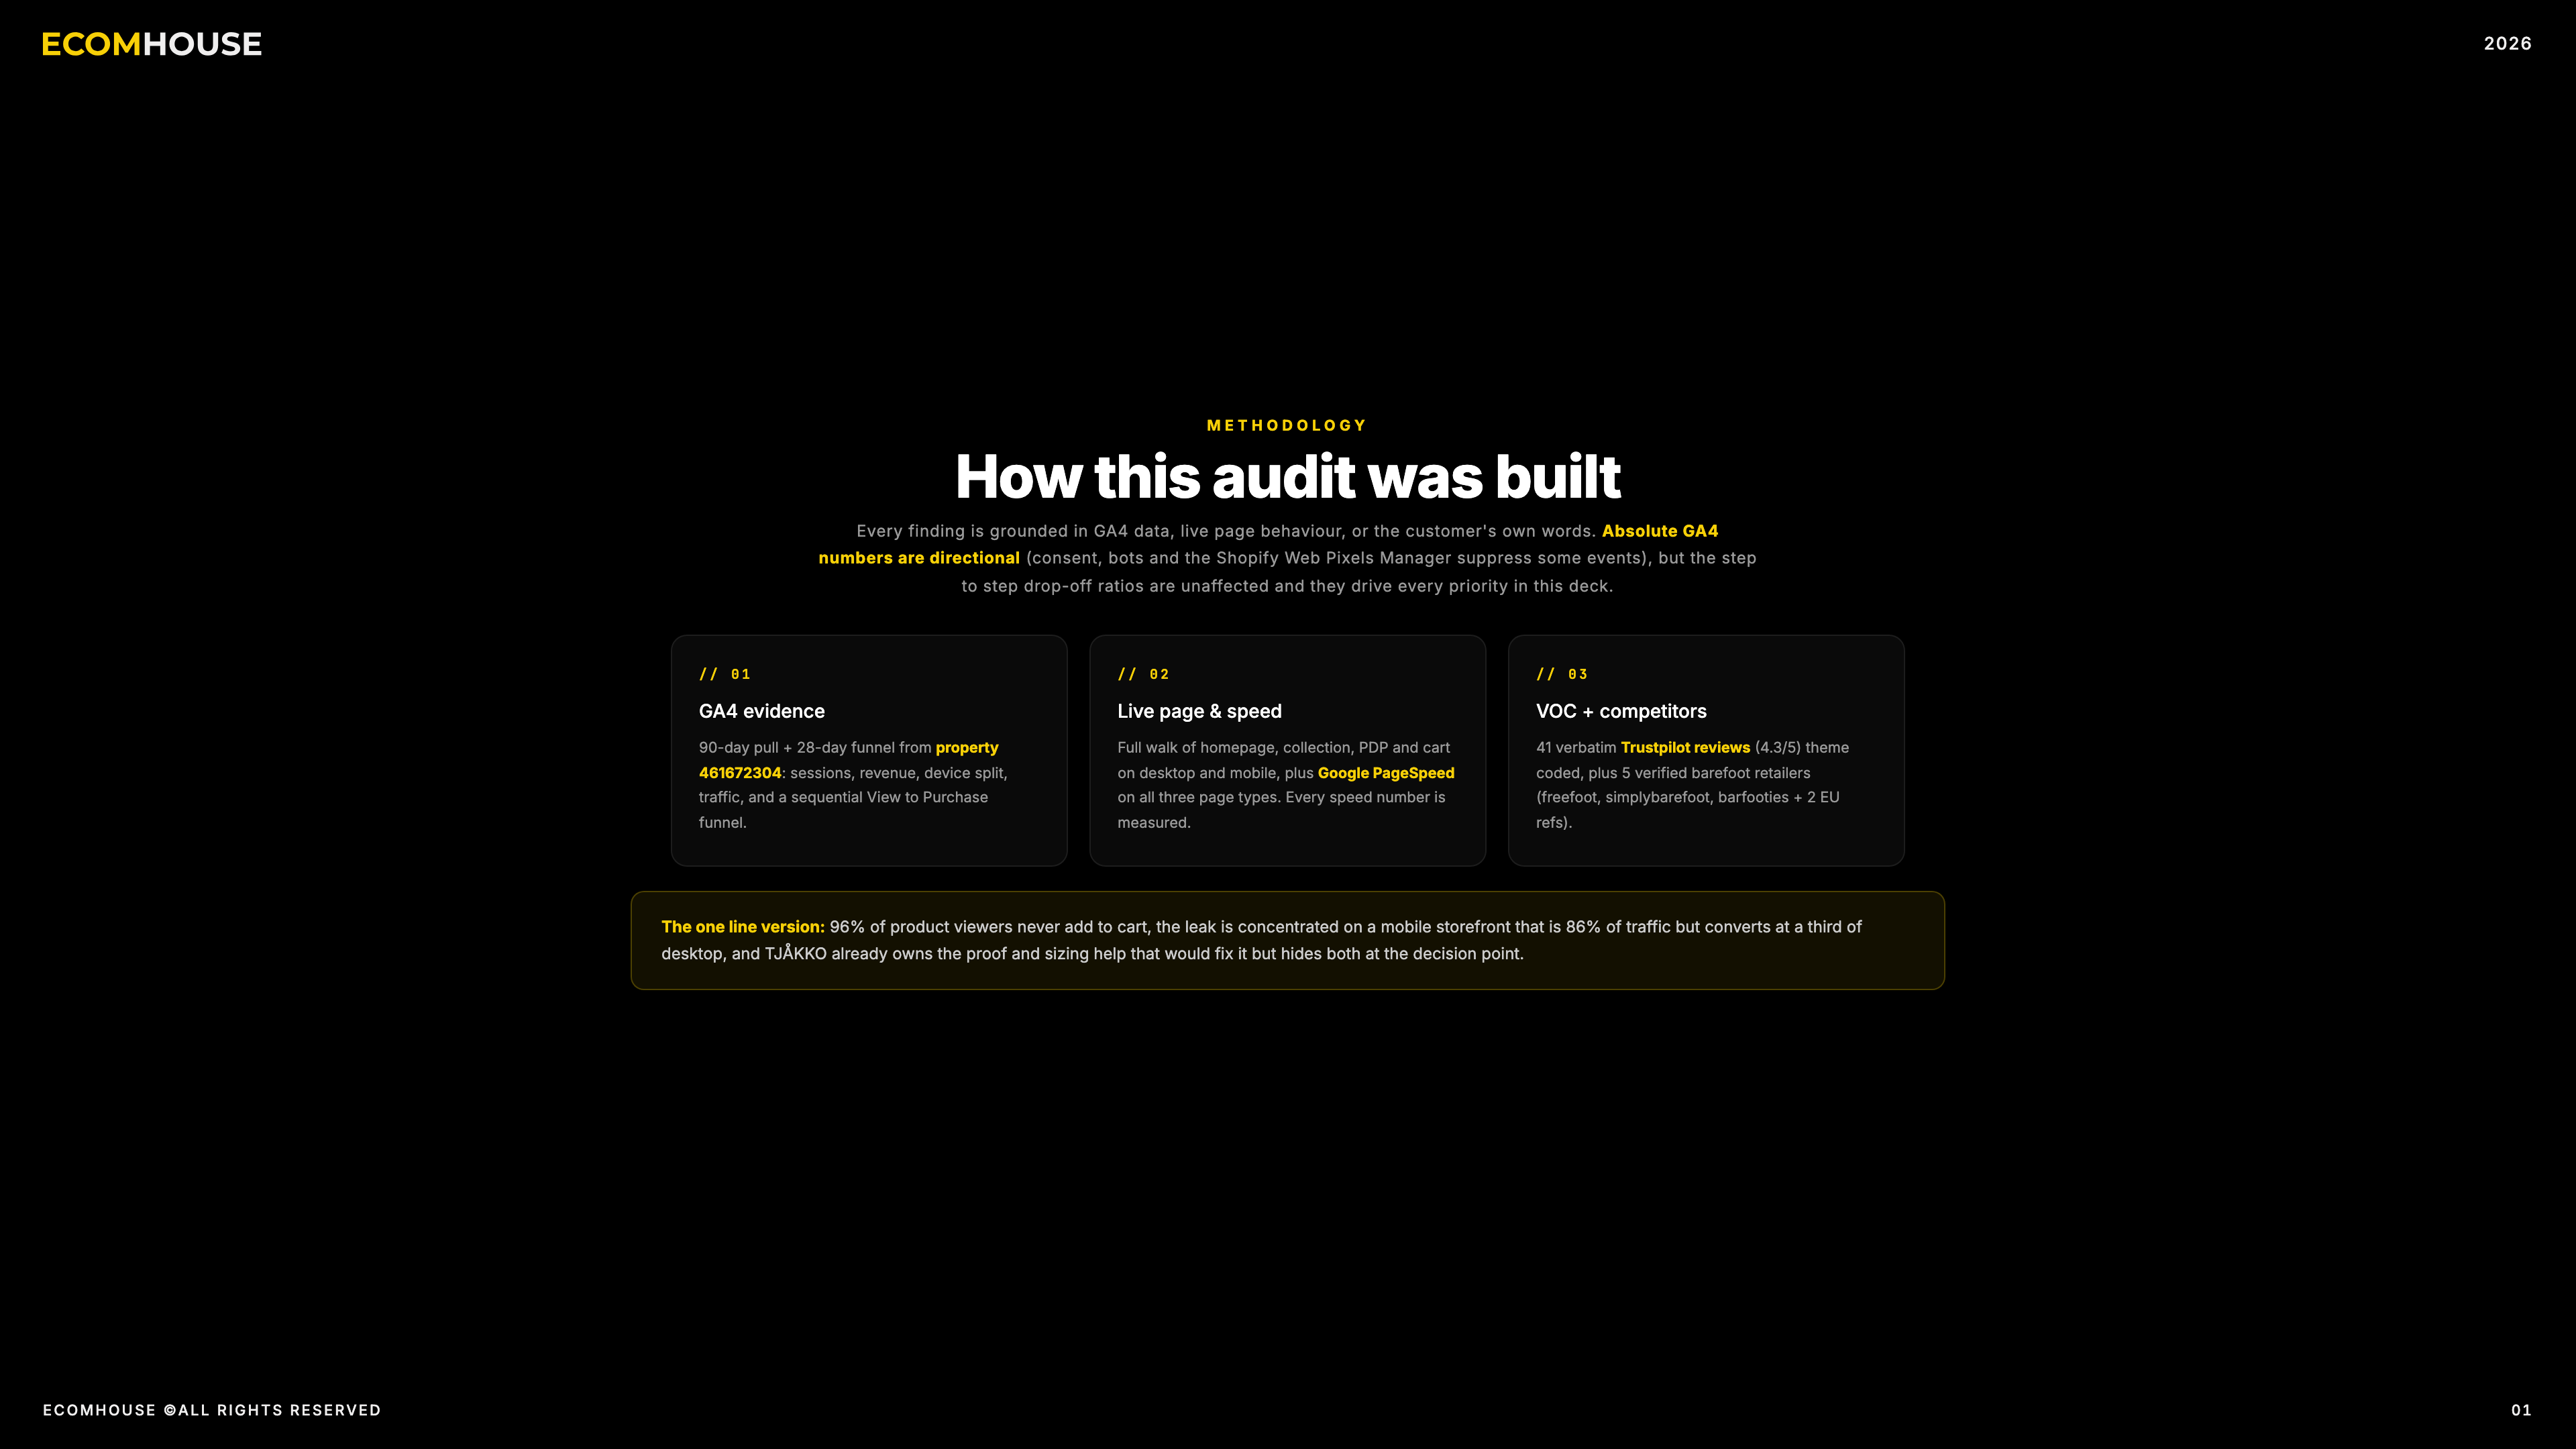 ECOMHOUSE
2026
METHODOLOGY
How this audit was built
Every finding is grounded in GA4 data, live page behaviour, or the customer's own words. Absolute GA4
numbers are directional (consent, bots and the Shopify Web Pixels Manager suppress some events), but the step
to step drop-off ratios are unaffected and they drive every priority in this deck.
// 01
GA4 evidence
90-day pull + 28-day funnel from property
461672304: sessions, revenue, device split,
traffic, and a sequential View to Purchase
funnel.
// 02
Live page & speed
Full walk of homepage, collection, PDP and cart
on desktop and mobile, plus Google PageSpeed
on all three page types. Every speed number is
measured.
// 03
VOC + competitors
41 verbatim Trustpilot reviews (4.3/5) theme
coded, plus 5 verified barefoot retailers
(freefoot, simplybarefoot, barfooties + 2 EU
refs).
The one line version: 96% of product viewers never add to cart, the leak is concentrated on a mobile storefront that is 86% of traffic but converts at a third of
desktop, and TJÅKKO already owns the proof and sizing help that would fix it but hides both at the decision point.
ECOMHOUSE ©ALL RIGHTS RESERVED
01